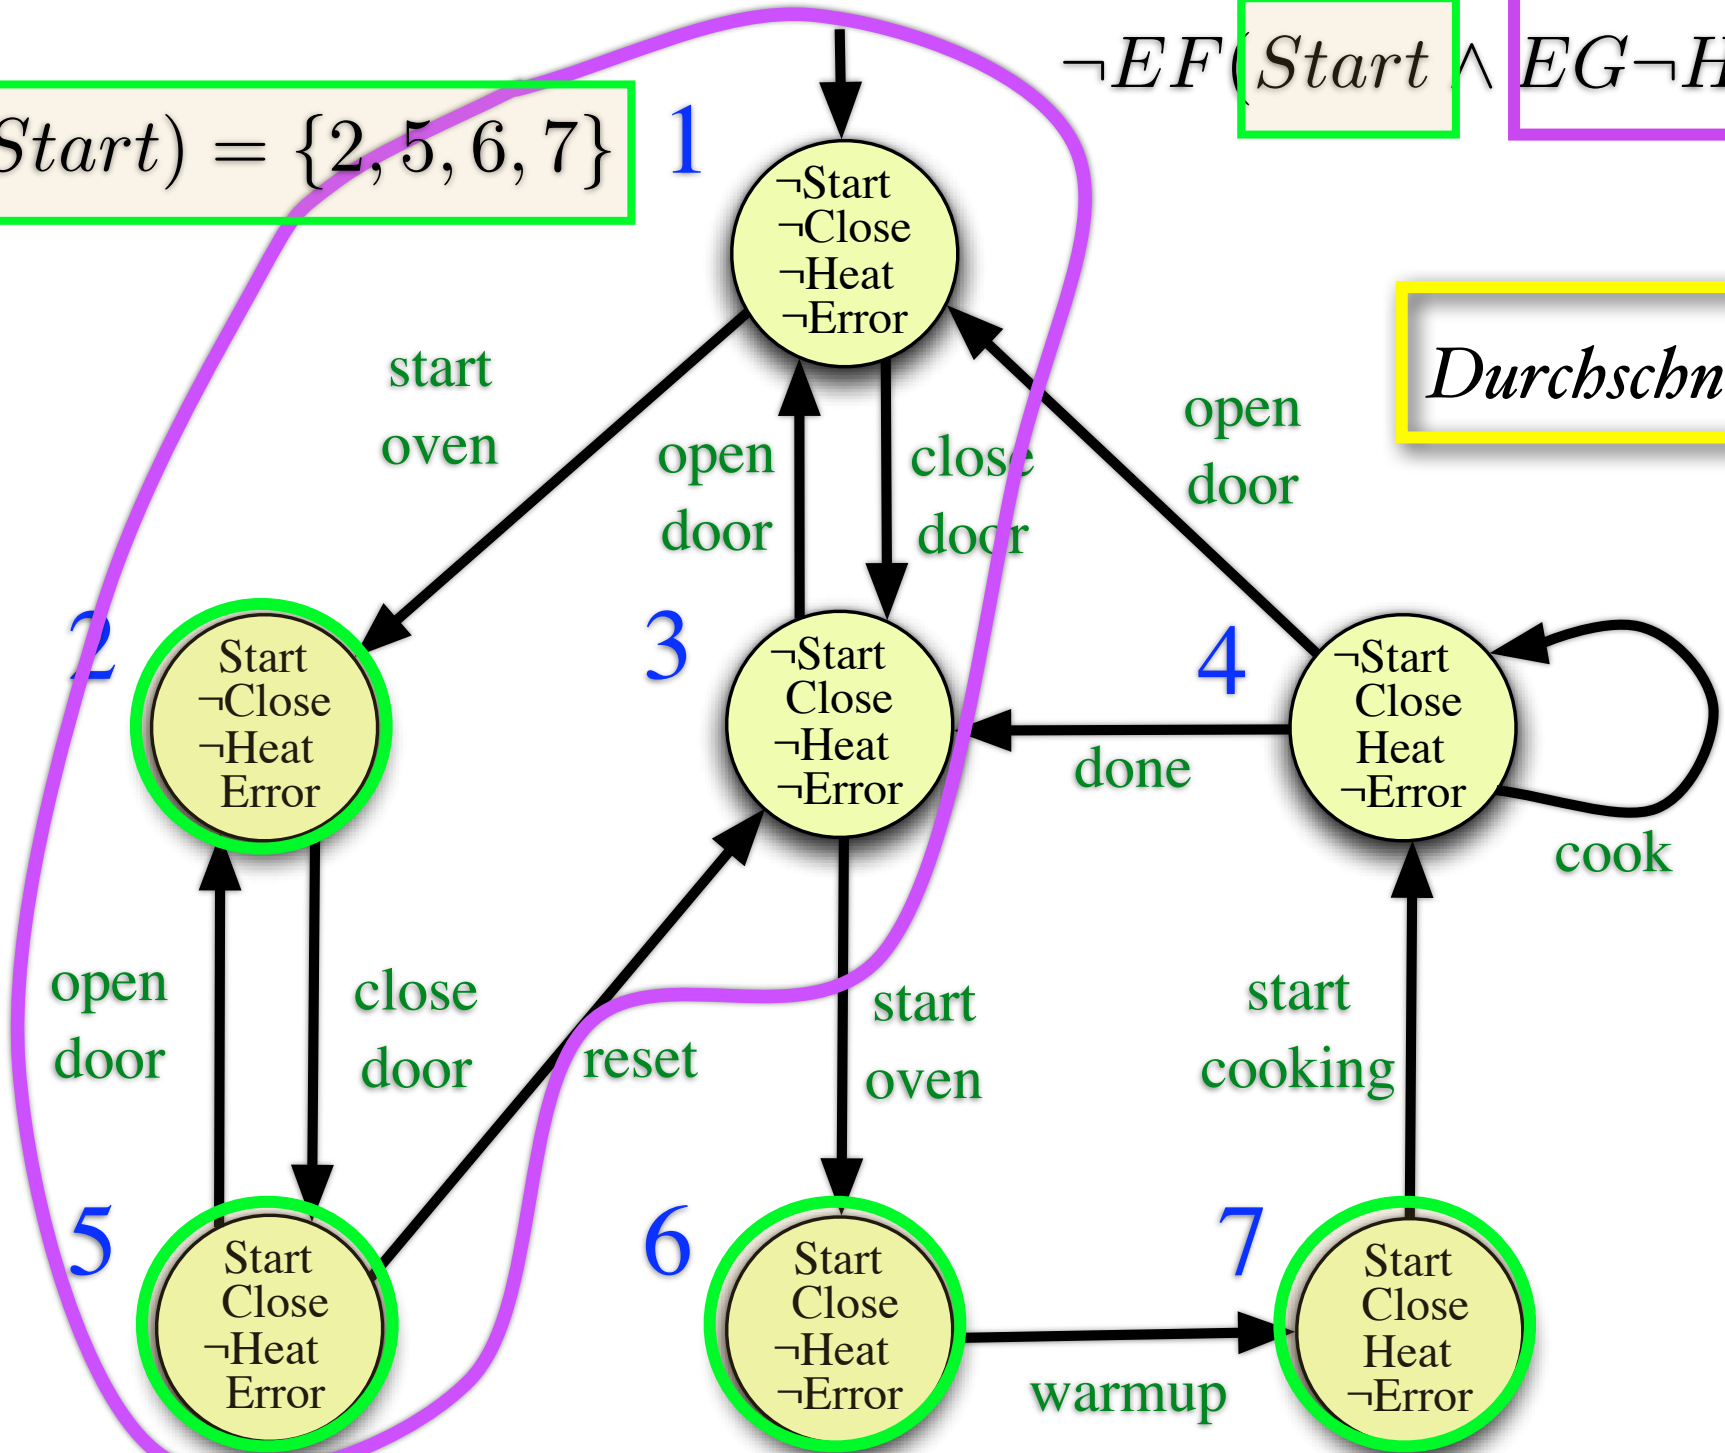 ¬EF(Start ∧ EG¬H
Start) = {2, 5, 6, 7}
1
¬Start
¬Close
¬Heat
¬Error
Durchschn
start
oven
open
door
close
door
open
door
2
Start
¬Close
¬Heat
Error
3
¬Start
Close
¬Heat
¬Error
4
¬Start
Close
Heat
¬Error
done
cook
open
door
close
door
reset
start
oven
start
cooking
5
Start
Close
¬Heat
Error
6
Start
Close
¬Heat
¬Error
7
Start
Close
Heat
¬Error
warmup